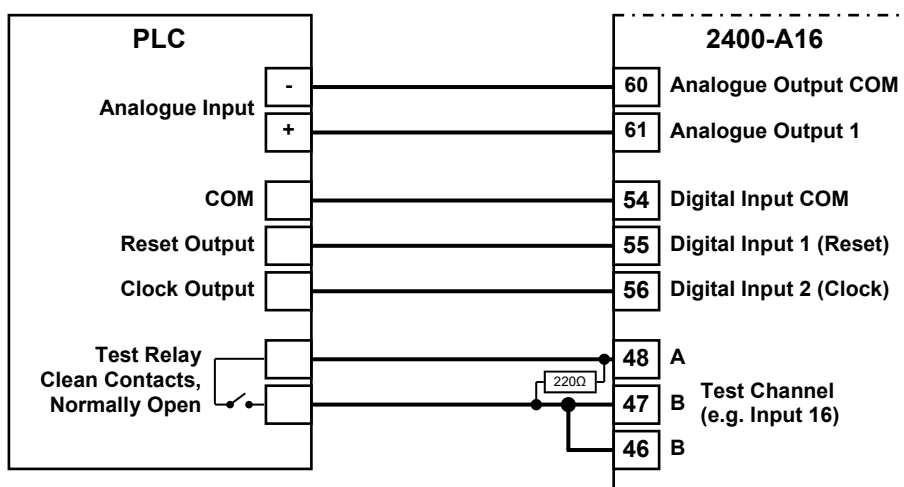 PLC
2400-A16
Analogue Input
-
60
Analogue Output COM
+
61
Analogue Output 1
COM
54
Digital Input COM
Reset Output
55
Digital Input 1 (Reset)
Clock Output
56
Digital Input 2 (Clock)
Test Relay
Clean Contacts,
Normally Open
48
A
220Ω
47
B
Test Channel
(e.g. Input 16)
46
B